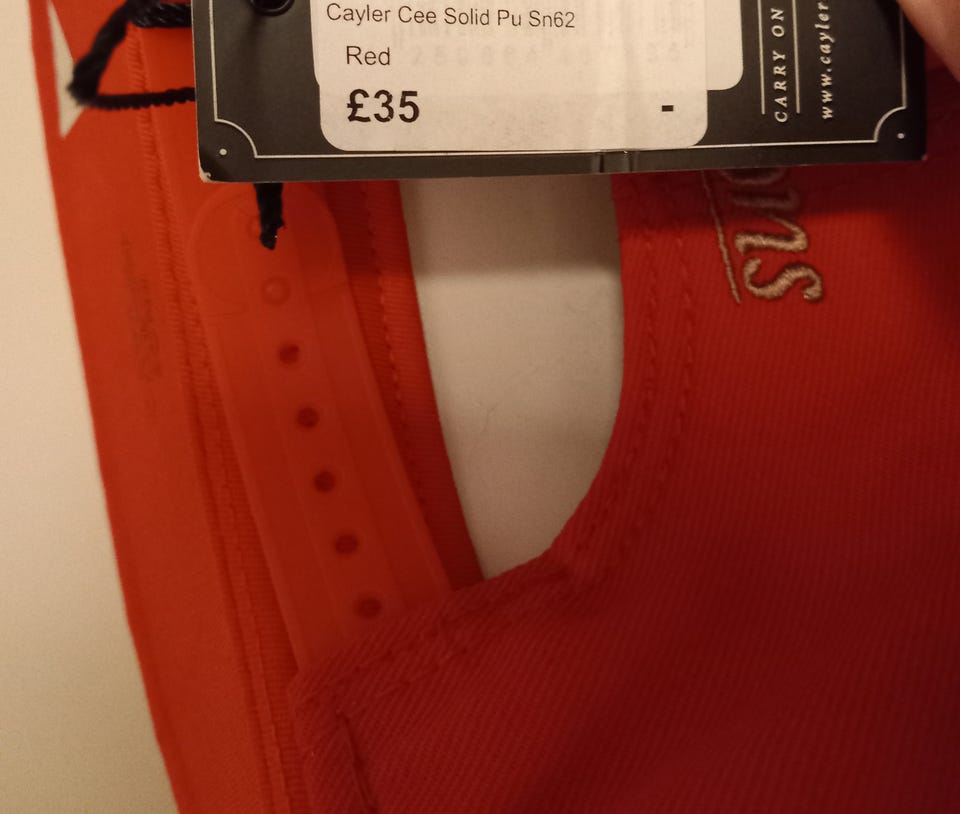 Cayler Cee Solid Pu Sn62
Red
£35
-
CARRY ON
www.cayler